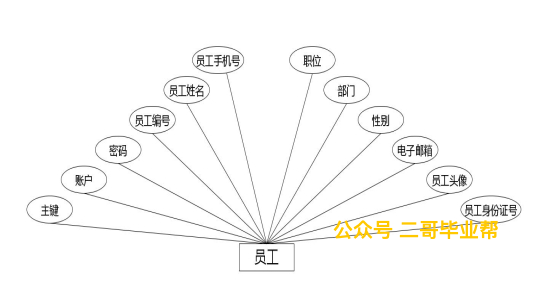 员工手机号
职位
员工姓名
部门
员工编号
性别
密码
电子邮箱
账户
员工头像
主键
员工身份证号
公众号 二哥毕业帮
员工